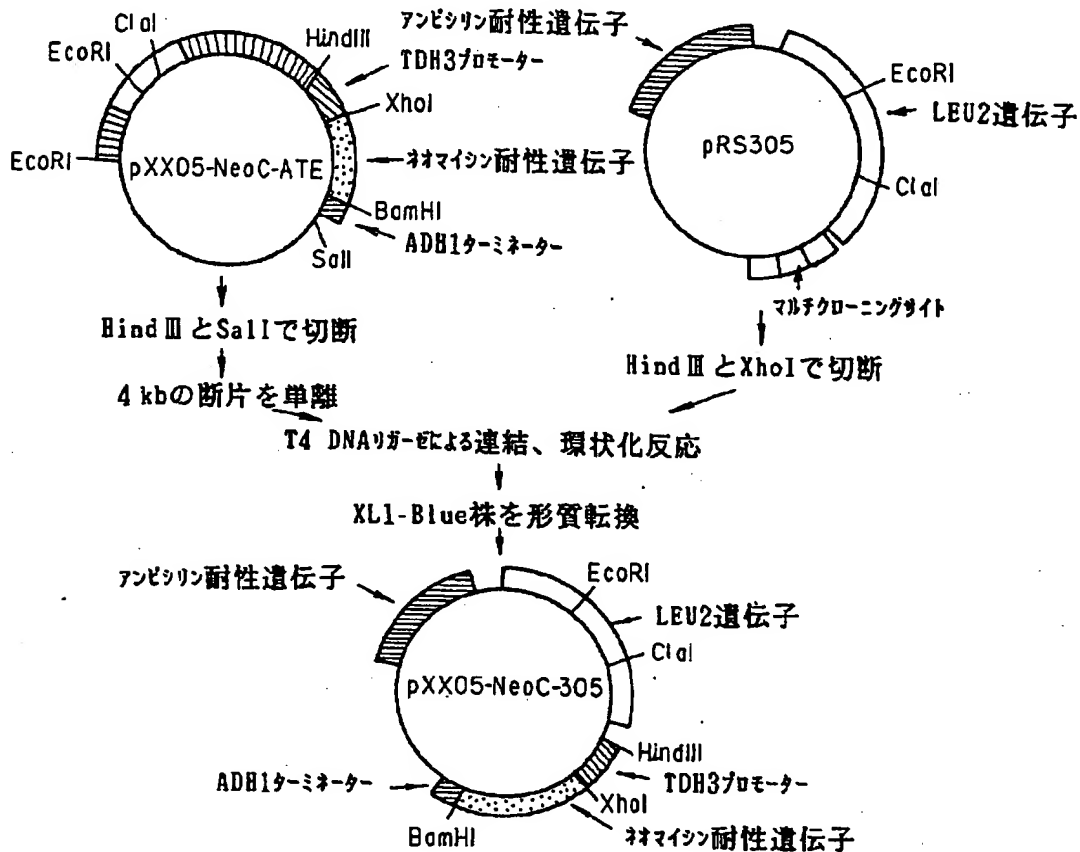 アンピシリン耐性遺伝子
ClaI
HindIII
EcoRI
TDH3プロモーター
XhoI
EcoRI
LEU2遺伝子
EcoRI
pXX05-NeoC-ATE
ネオマイシン耐性遺伝子
pRS305
ClaI
BamHI
ADH1ターミネーター
SalI
マルチクローニングサイト
HindⅢとSalIで切断
HindⅢとXhoIで切断
4 kbの断片を単離
T4 DNAリガーゼによる連結、環状化反応
XL1-Blue株を形質転換
アンピシリン耐性遺伝子
EcoRI
LEU2遺伝子
ClaI
pXX05-NeoC-305
HindIII
ADH1ターミネーター
TDH3プロモーター
XhoI
BamHI
ネオマイシン耐性遺伝子